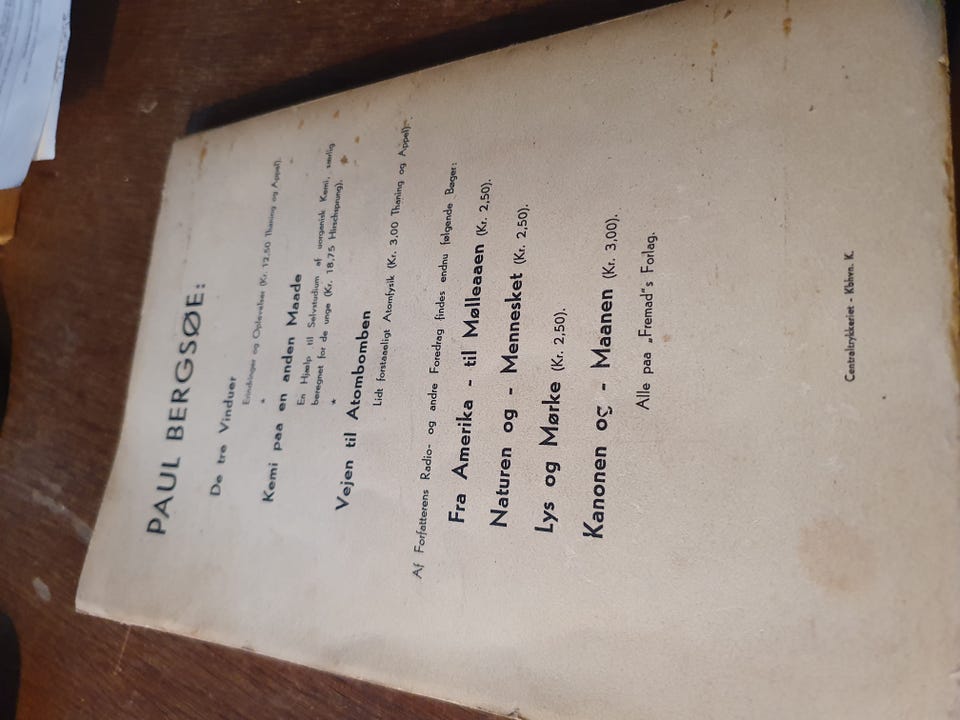 PAUL BERGSØE:
De tre Vinduer
Erindringer og Oplevelser (Kr. 12,50 Thaning og Appel).
*
Kemi paa en anden Maade
En Hjælp til Selvstudium af uorganisk Kemi, særlig
beregnet for de unge (Kr. 18,75 Hirschsprung).
*
Vejen til Atombomben
Lidt forstaaeligt Atomfysik (Kr. 3,00 Thaning og Appel).
Af Forfatterens Radio- og andre Foredrag findes endnu følgende Bøger:
Fra Amerika - til Mølleaaen (Kr. 2,50).
Naturen og - Mennesket (Kr. 2,50).
Lys og Mørke (Kr. 2,50).
Kanonen og - Maanen (Kr. 3,00).
Alle paa „Fremad"s Forlag.
Centraltrykkeriet - Kbhvn. K.